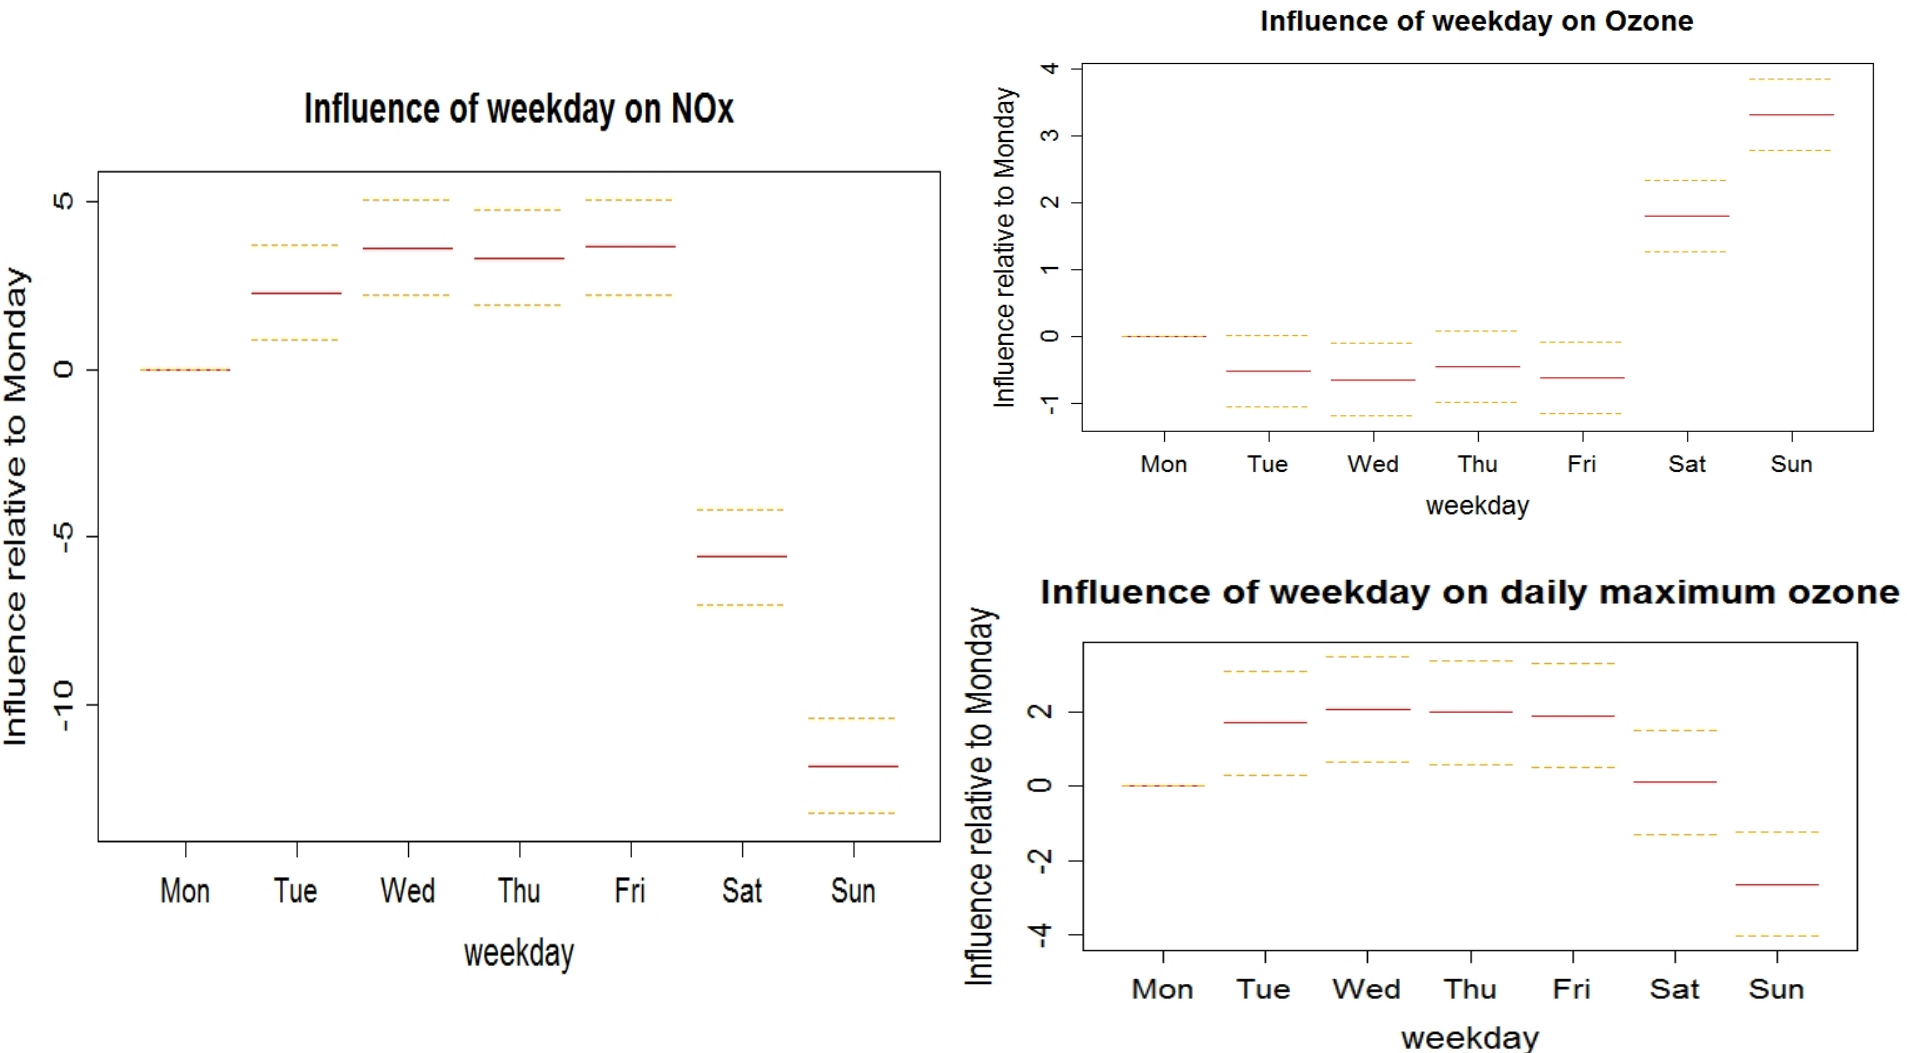 Influence of weekday on NOx
Influence relative to Monday
5
0
-5
-10
Mon Tue Wed Thu Fri Sat Sun
weekday
Influence of weekday on Ozone
Influence relative to Monday
4
3
2
1
0
-1
Mon Tue Wed Thu Fri Sat Sun
weekday
Influence of weekday on daily maximum ozone
Influence relative to Monday
2
0
-2
-4
Mon Tue Wed Thu Fri Sat Sun
weekday